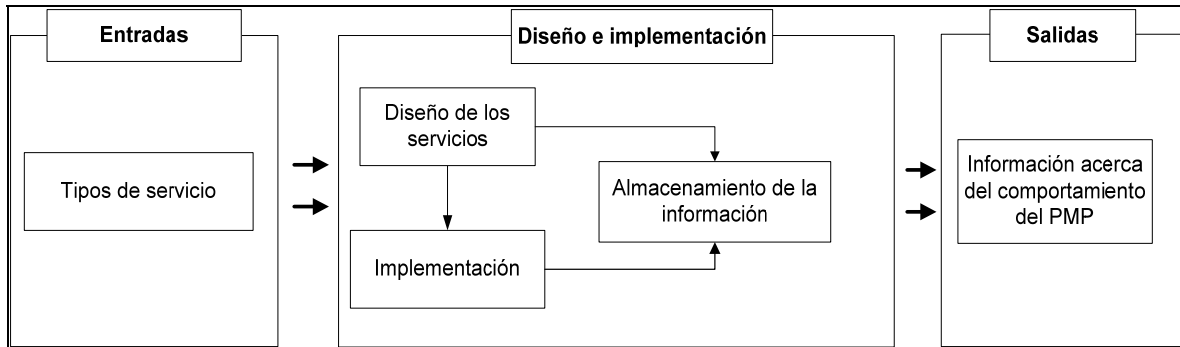 Entradas
Tipos de servicio
Diseño e implementación
Diseño de los
servicios
Almacenamiento de la
información
Implementación
Salidas
Información acerca
del comportamiento
del PMP